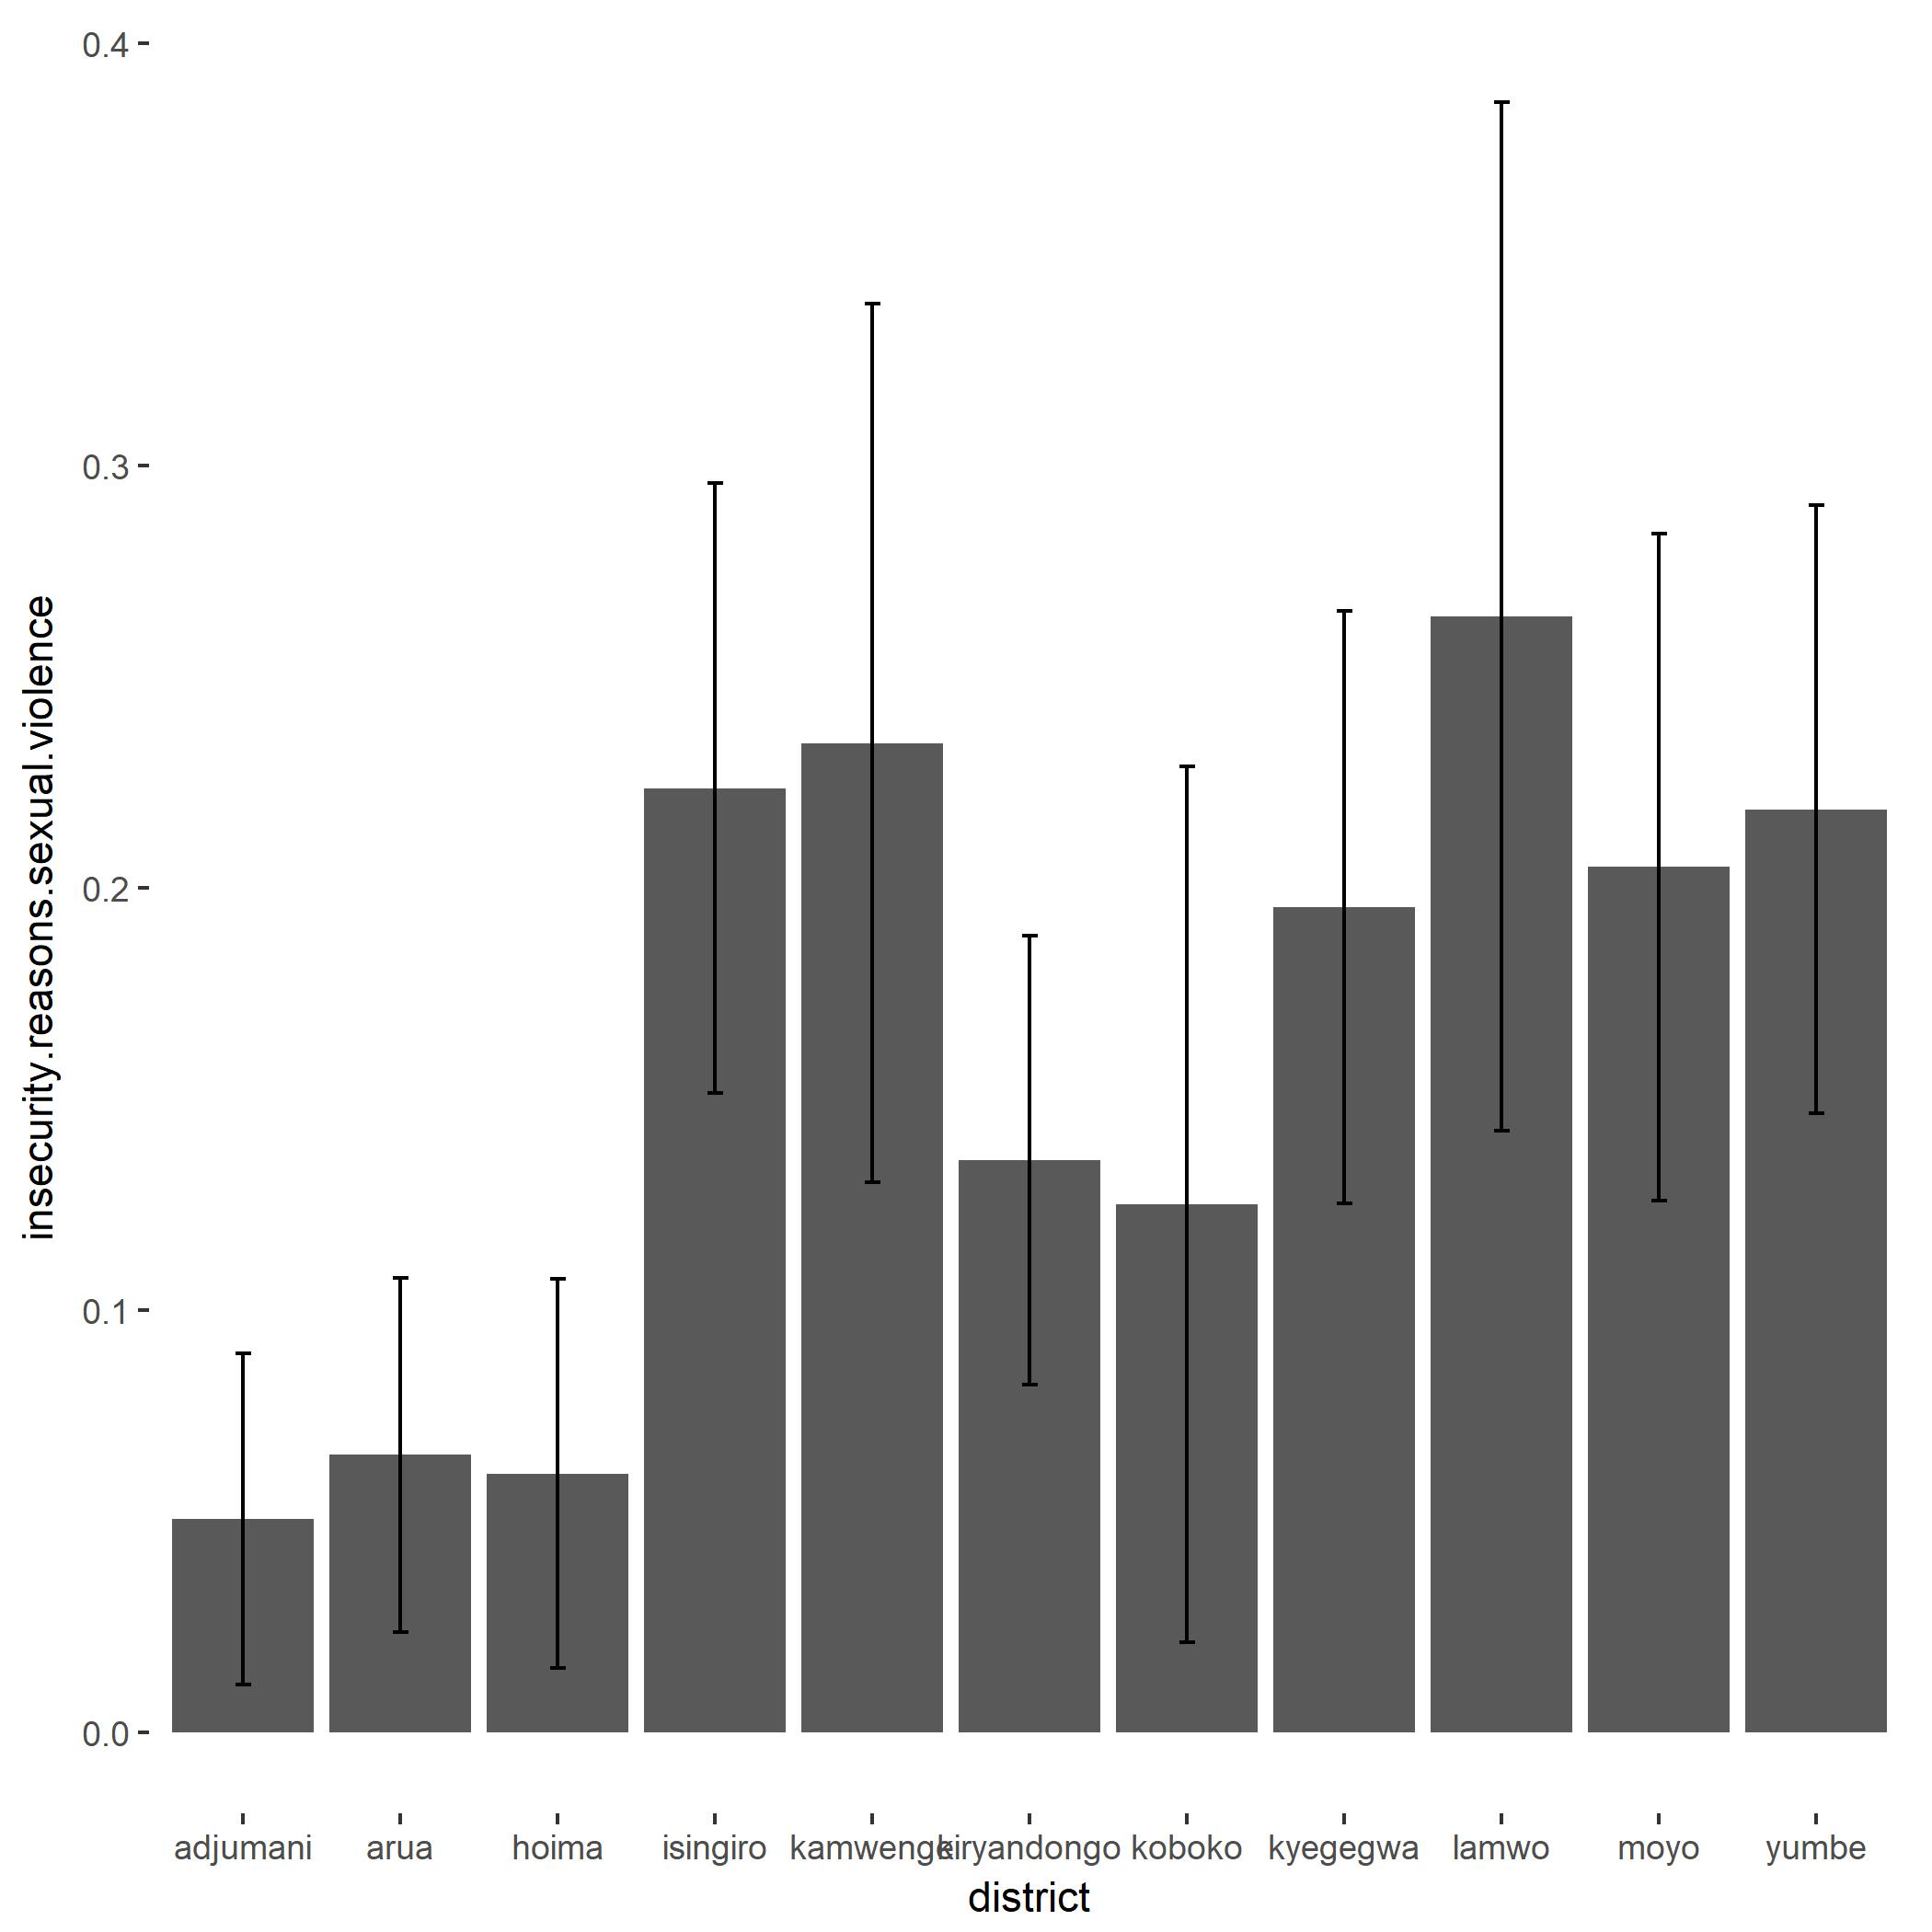 insecurity.reasons.sexual.violence
0.4
0.3
0.2
0.1
0.0
adjumani arua hoima isingiro kamwenge kiryandongo koboko kyegegwa lamwo moyo yumbe
district